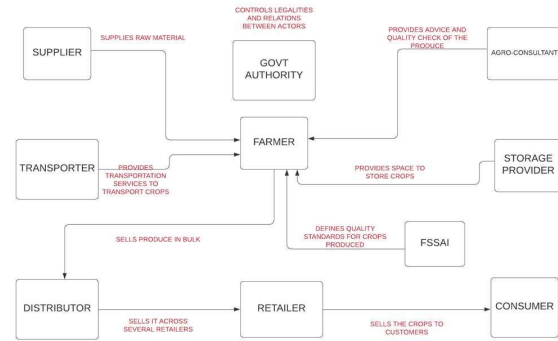 CONTROLS LEGALITIES
AND RELATIONS
BETWEEN ACTORS
SUPPLIER
SUPPLIES RAW MATERIAL
GOVT
AUTHORITY
PROVIDES ADVICE AND
QUALITY CHECK OF THE
PRODUCE
AGRO-CONSULTANT
FARMER
TRANSPORTER
PROVIDES
TRANSPORTATION
SERVICES TO
TRANSPORT CROPS
PROVIDES SPACE TO
STORE CROPS
STORAGE
PROVIDER
SELLS PRODUCE IN BULK
DEFINES QUALITY
STANDARDS FOR CROPS
PRODUCED
FSSAI
DISTRIBUTOR
SELLS IT ACROSS
SEVERAL RETAILERS
RETAILER
SELLS THE CROPS TO
CUSTOMERS
CONSUMER